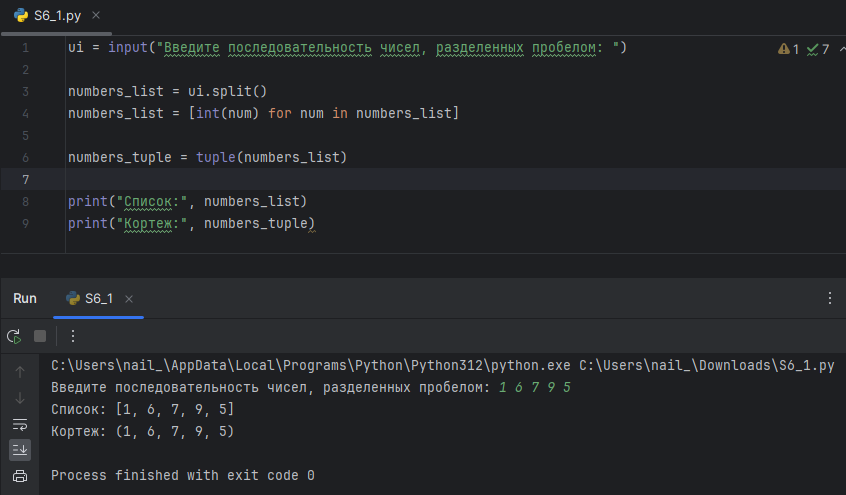 S6_1.py
1 ui = input("Введите последовательность чисел, разделенных пробелом: ") 1 7
2
3 numbers_list = ui.split()
4 numbers_list = [int(num) for num in numbers_list]
5
6 numbers_tuple = tuple(numbers_list)
7
8 print("Список:", numbers_list)
9 print("Кортеж:", numbers_tuple)
Run S6_1
C:\Users\nail_\AppData\Local\Programs\Python\Python312\python.exe C:\Users\nail_\Downloads\S6_1.py
Введите последовательность чисел, разделенных пробелом: 1 6 7 9 5
Список: [1, 6, 7, 9, 5]
Кортеж: (1, 6, 7, 9, 5)
Process finished with exit code 0